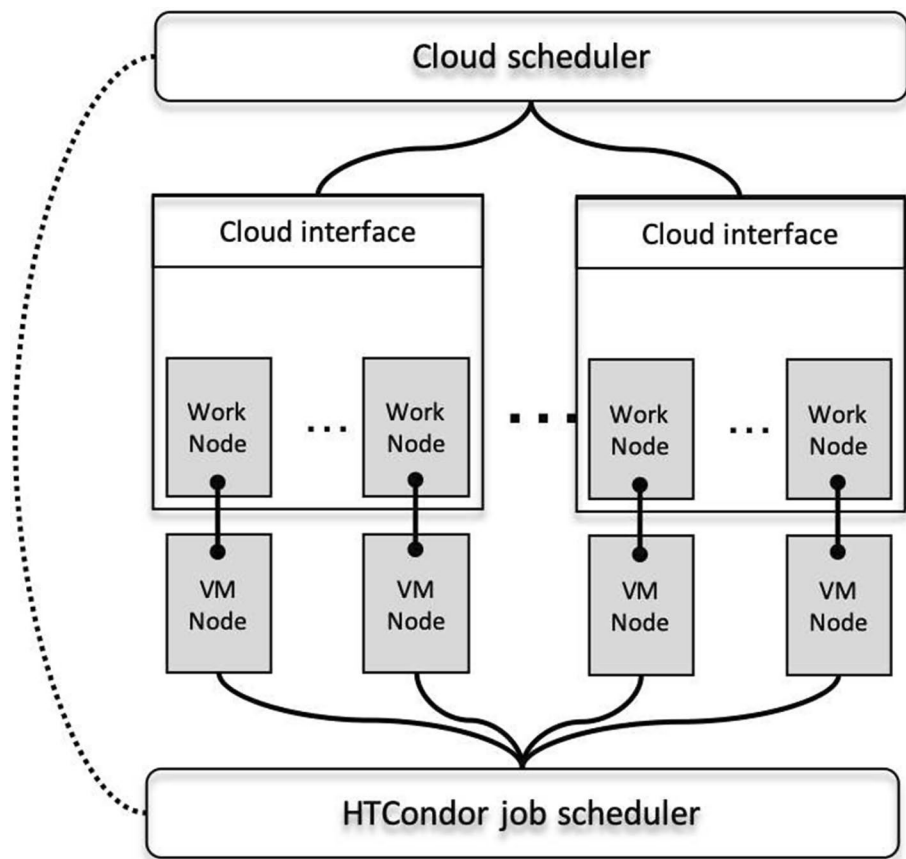 Cloud scheduler
Cloud interface
Cloud interface
Work
Node
...
Work
Node
...
Work
Node
...
Work
Node
VM
Node
VM
Node
VM
Node
VM
Node
HTCondor job scheduler